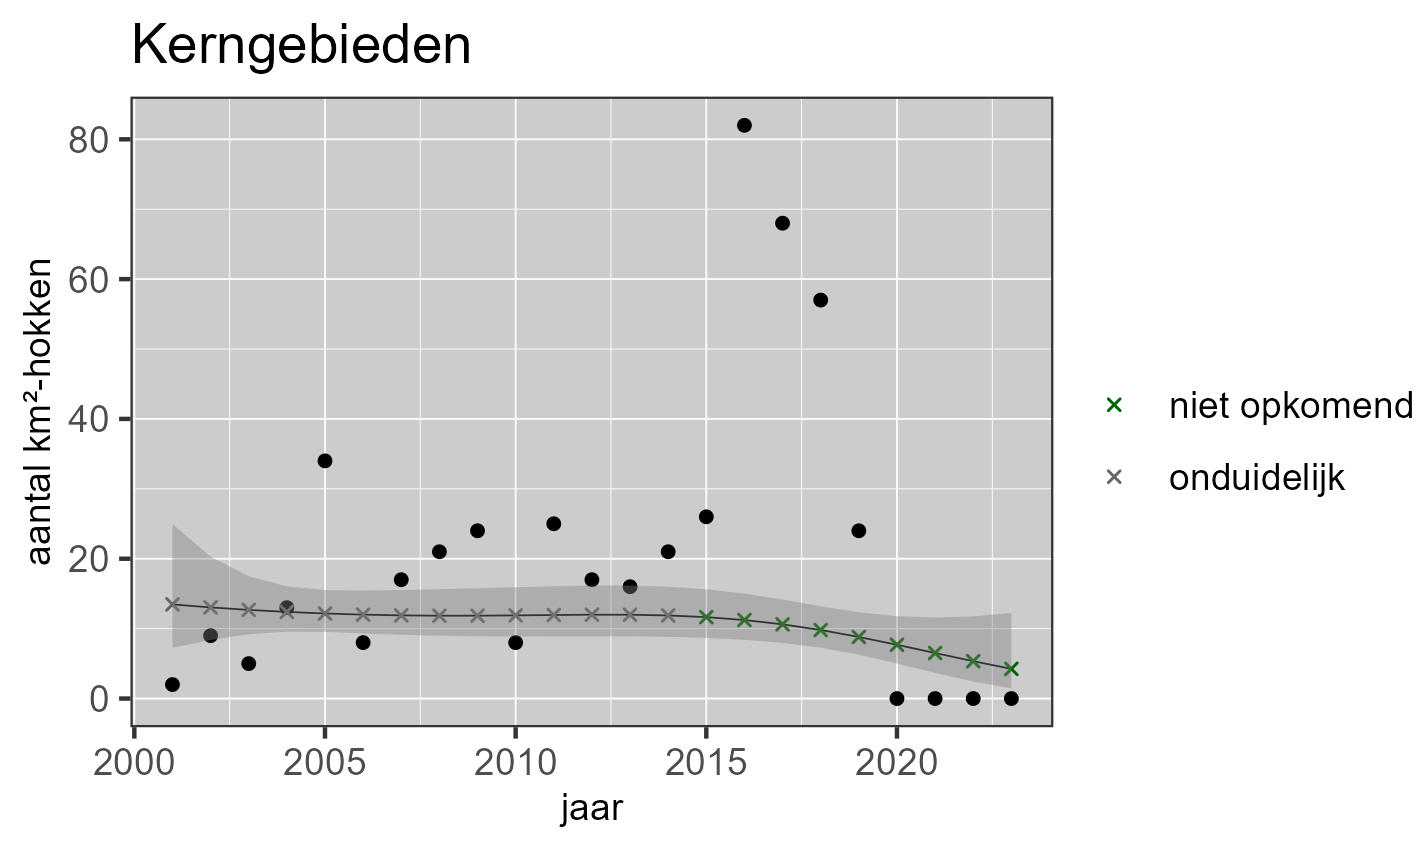 Kerngebieden
80
60
40
20
0
aantal km²-hokken
2000 2005 2010 2015 2020
jaar
niet opkomend
onduidelijk